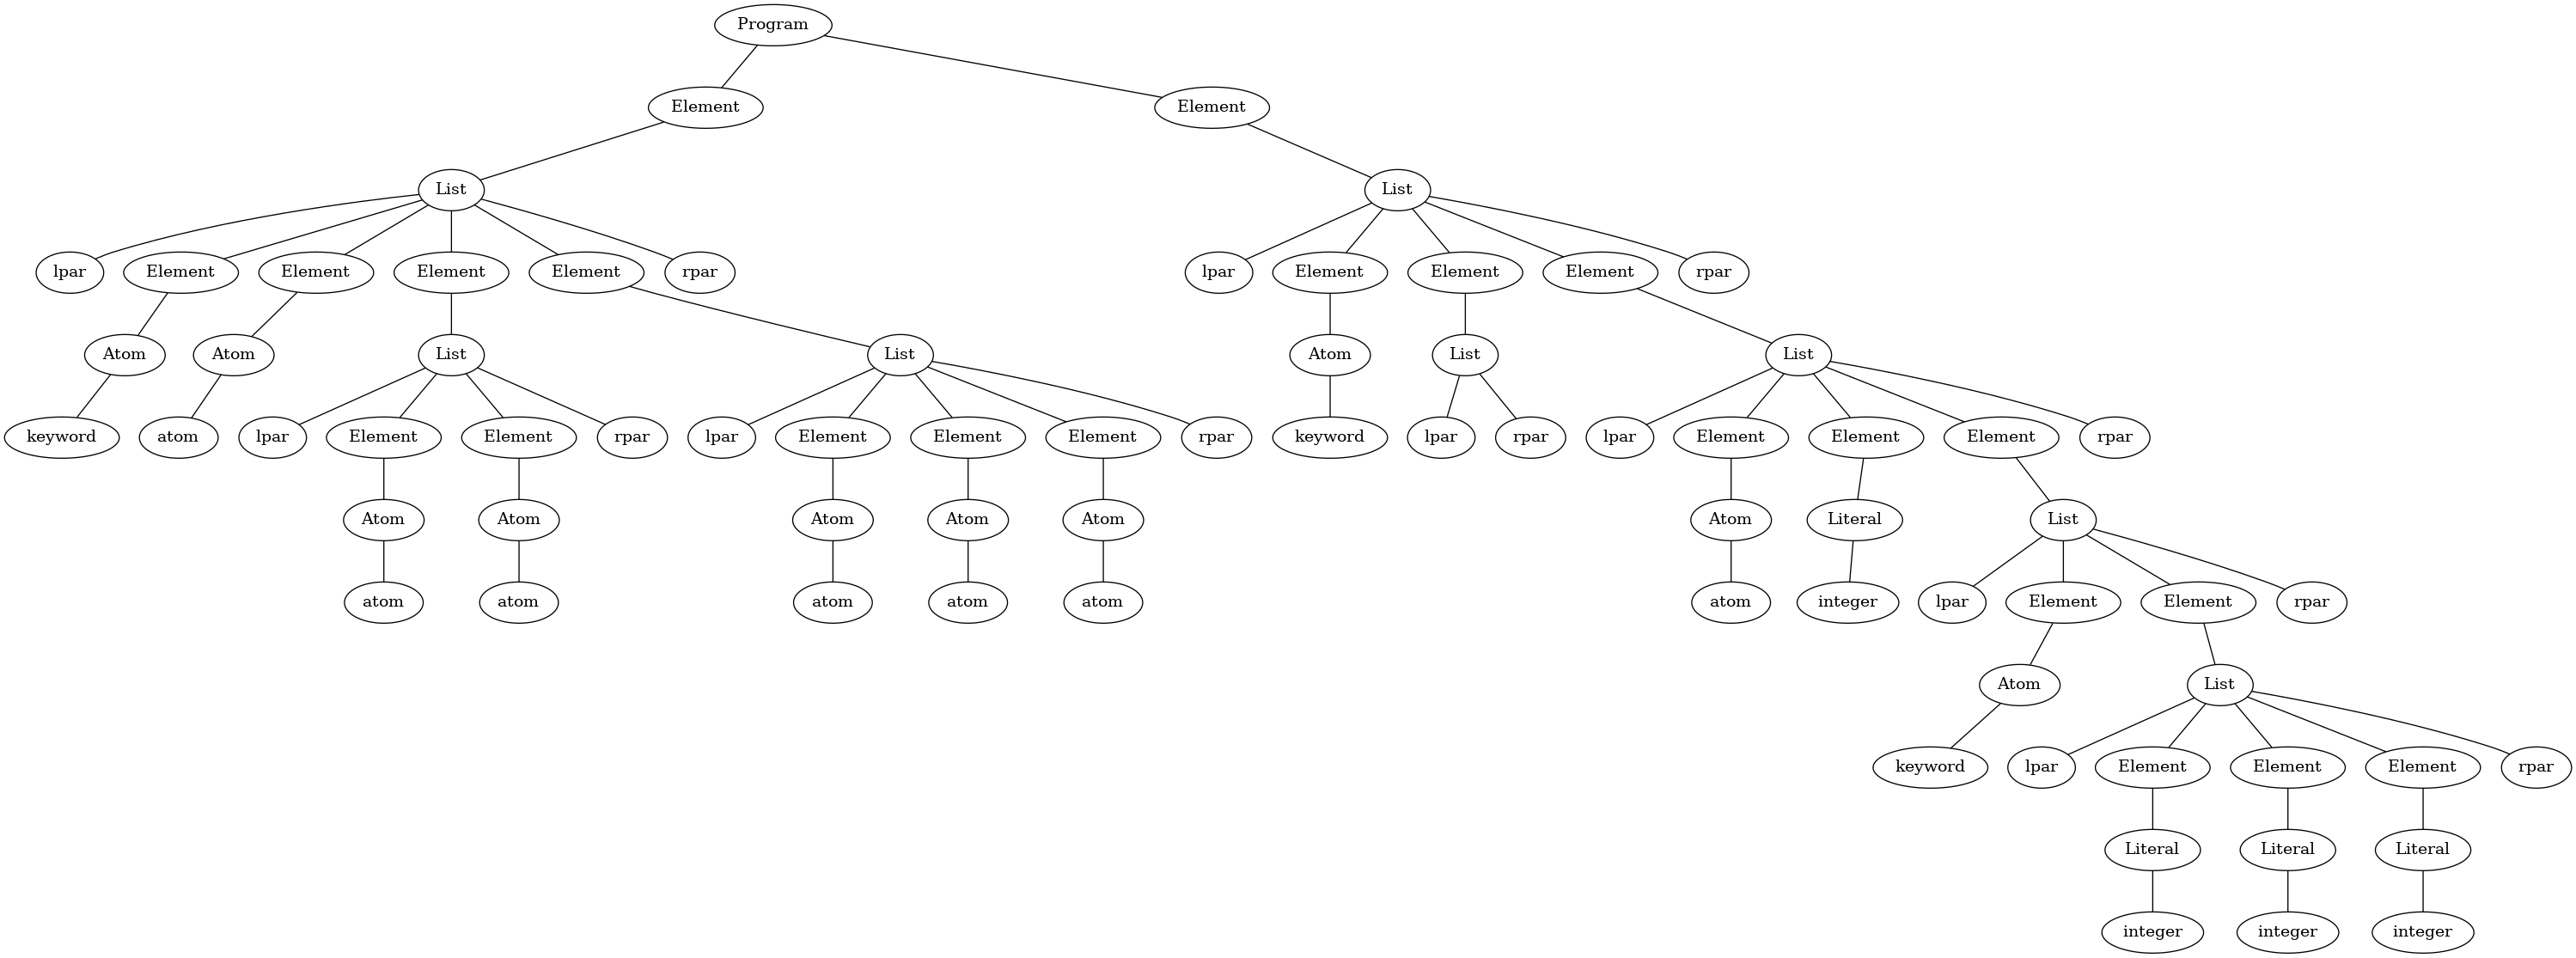 Program
Element Element
List List
lpar Element Element Element Element rpar lpar Element Element Element rpar
Atom Atom List List Atom List List
keyword atom lpar Element Element rpar lpar Element Element Element rpar keyword lpar rpar lpar Element Element Element rpar
Atom Atom Atom Atom Atom Atom Literal List
atom atom atom atom atom atom integer lpar Element Element rpar
Atom List
keyword lpar Element Element Element rpar
Literal Literal Literal
integer integer integer